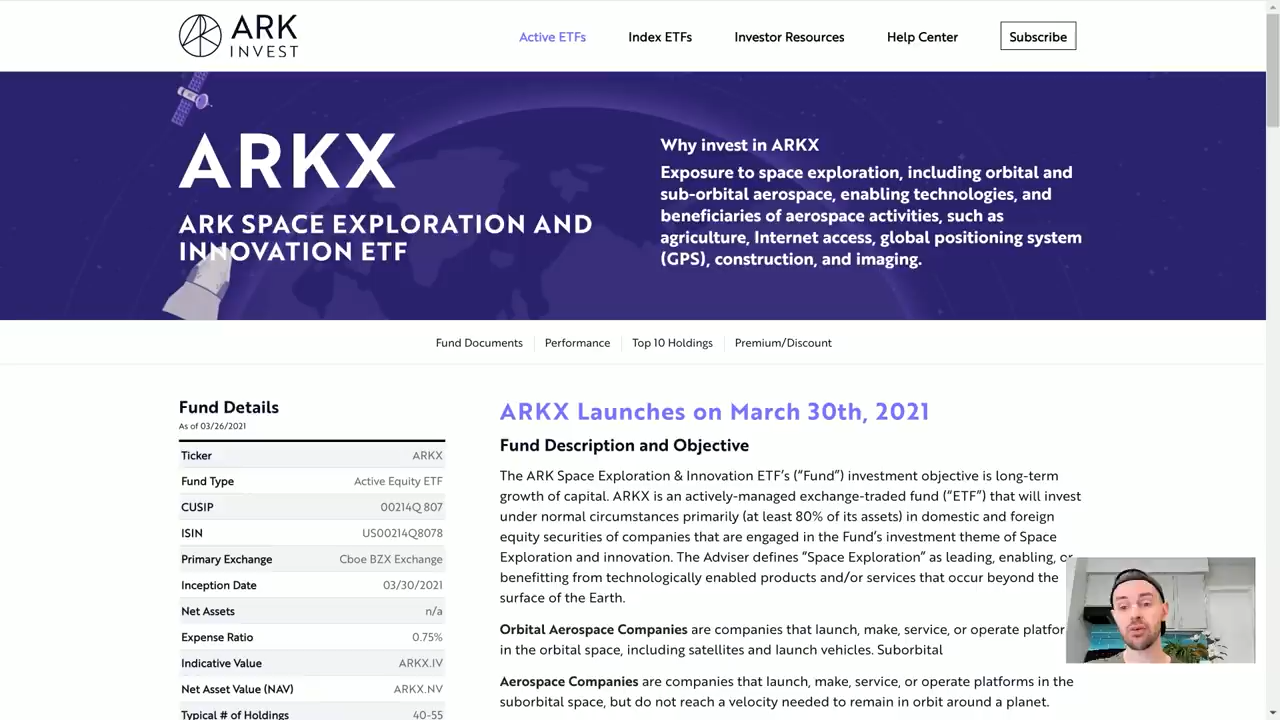 ARK
INVEST
Active ETFs
Index ETFs
Investor Resources
Help Center
Subscribe
ARKX
ARK SPACE EXPLORATION AND
INNOVATION ETF
Why invest in ARKX
Exposure to space exploration, including orbital and
sub-orbital aerospace, enabling technologies, and
beneficiaries of aerospace activities, such as
agriculture, Internet access, global positioning system
(GPS), construction, and imaging.
Fund Documents
Performance
Top 10 Holdings
Premium/Discount
Fund Details
As of 03/26/2021
Ticker ARKX
Fund Type Active Equity ETF
CUSIP 00214Q 807
ISIN US00214Q8078
Primary Exchange Cboe BZX Exchange
Inception Date 03/30/2021
Net Assets n/a
Expense Ratio 0.75%
Indicative Value ARKX.IV
Net Asset Value (NAV) ARKX.NV
Typical # of Holdings 40-55
ARKX Launches on March 30th, 2021
Fund Description and Objective
The ARK Space Exploration & Innovation ETF's ("Fund") investment objective is long-term
growth of capital. ARKX is an actively-managed exchange-traded fund ("ETF") that will invest
under normal circumstances primarily (at least 80% of its assets) in domestic and foreign
equity securities of companies that are engaged in the Fund's investment theme of Space
Exploration and innovation. The Adviser defines "Space Exploration" as leading, enabling, or
benefitting from technologically enabled products and/or services that occur beyond the
surface of the Earth.
Orbital Aerospace Companies are companies that launch, make, service, or operate
in the orbital space, including satellites and launch vehicles. Suborbital
Aerospace Companies are companies that launch, make, service, or operate platforms in the
suborbital space, but do not reach a velocity needed to remain in orbit around a planet.